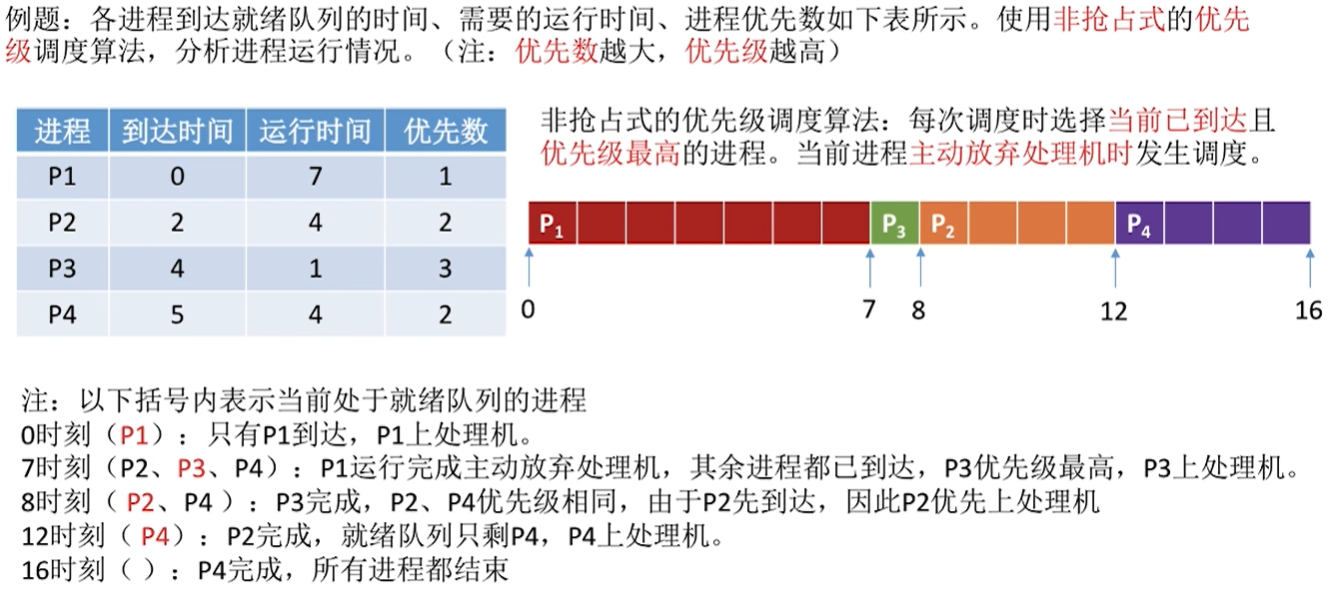 例题：各进程到达就绪队列的时间、需要的运行时间、进程优先数如下表所示。使用非抢占式的优先
级调度算法，分析进程运行情况。（注：优先数越大，优先级越高）
进程 到达时间 运行时间 优先数
P1 0 7 1
P2 2 4 2
P3 4 1 3
P4 5 4 2
非抢占式的优先级调度算法：每次调度时选择当前已到达且
优先级最高的进程。当前进程主动放弃处理机时发生调度。
P1 P3 P2 P4
0 7 8 12 16
注：以下括号内表示当前处于就绪队列的进程
0时刻（P1）：只有P1到达，P1上处理机。
7时刻（P2、P3、P4）：P1运行完成主动放弃处理机，其余进程都已到达，P3优先级最高，P3上处理机。
8时刻（P2、P4）：P3完成，P2、P4优先级相同，由于P2先到达，因此P2优先上处理机
12时刻（P4）：P2完成，就绪队列只剩P4，P4上处理机。
16时刻（ ）：P4完成，所有进程都结束